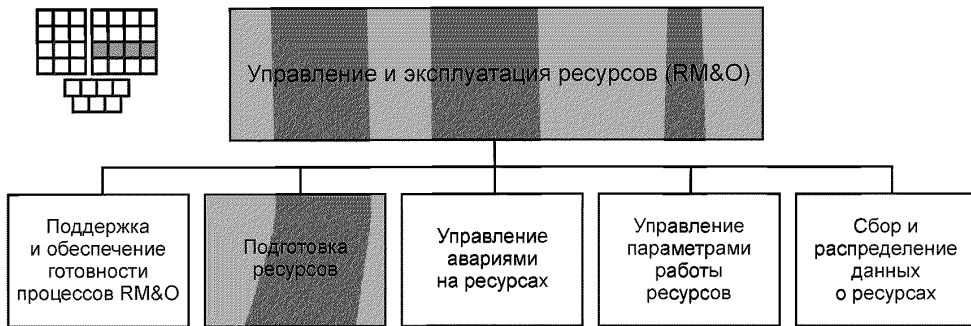 Управление и эксплуатация ресурсов (RM&O)
Поддержка
и обеспечение
готовности
процессов RM&O
Подготовка
ресурсов
Управление
авариями
на ресурсах
Управление
параметрами
работы
ресурсов
Сбор и
распределение
данных
о ресурсах